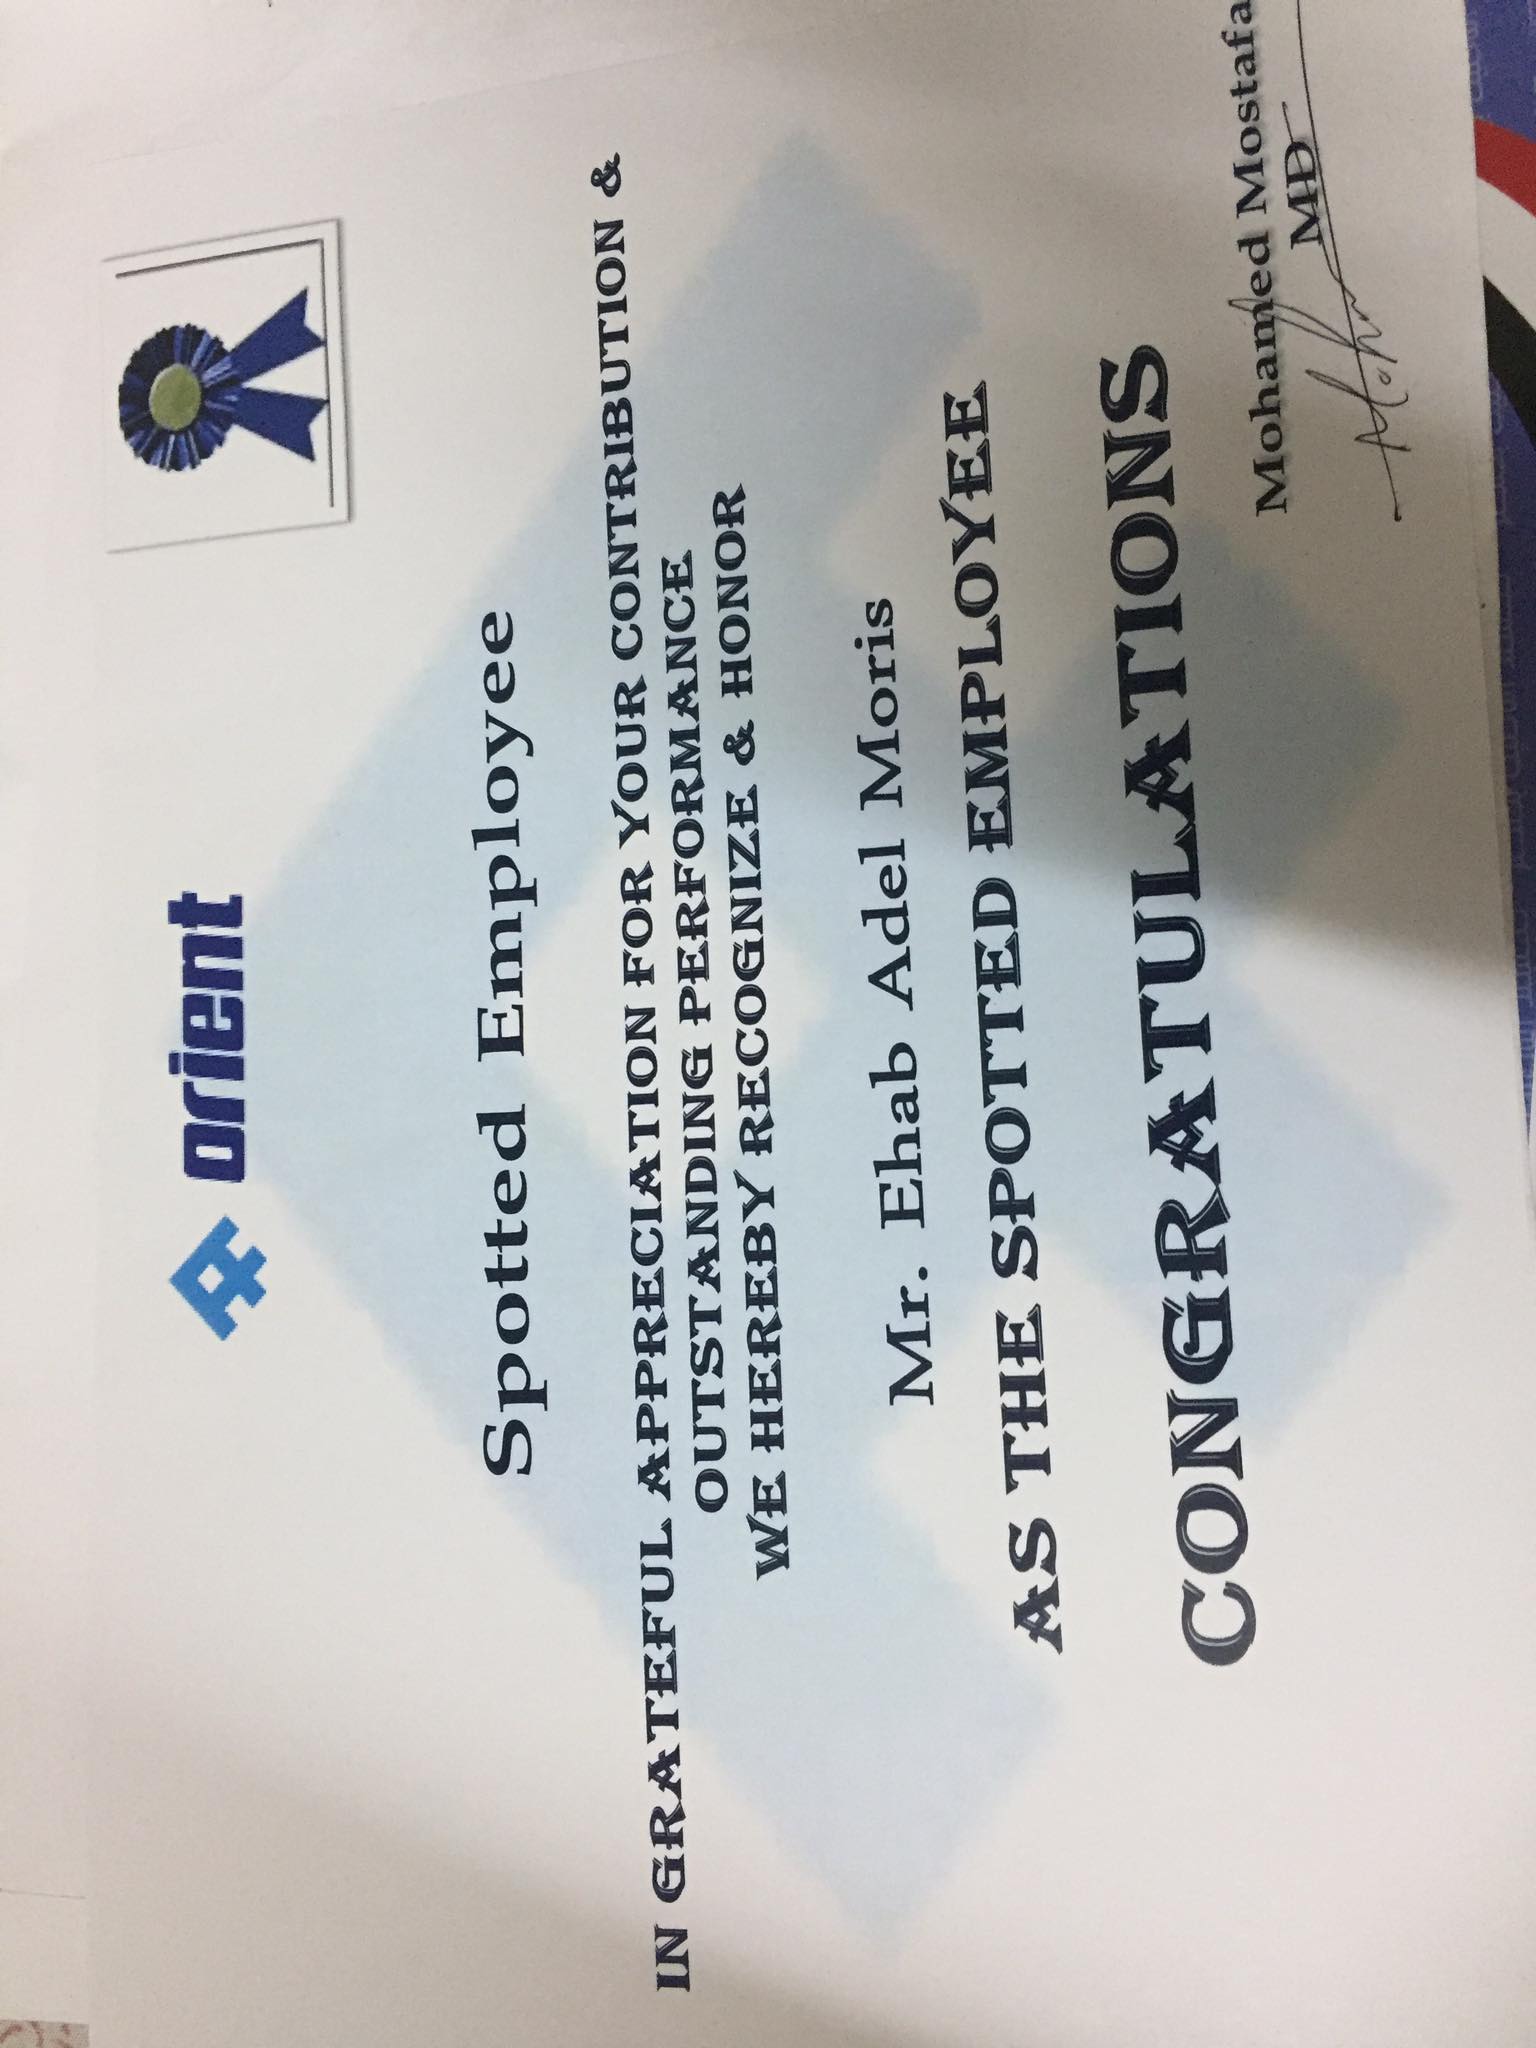 orient
Spotted Employee
IN GRATEFUL APPRECIATION FOR YOUR CONTRIBUTION &
OUTSTANDING PERFORMANCE
WE HEREBY RECOGNIZE & HONOR
Mr. Ehab Adel Moris
AS THE SPOTTED EMPLOYEE
CONGRATULATIONS
Mohamed Mostafa
MD